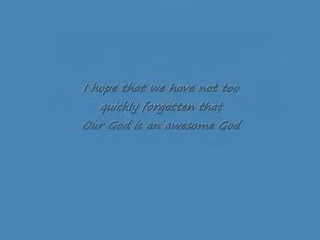 I hope that we have not too
quickly forgotten that
Our God is an awesome God